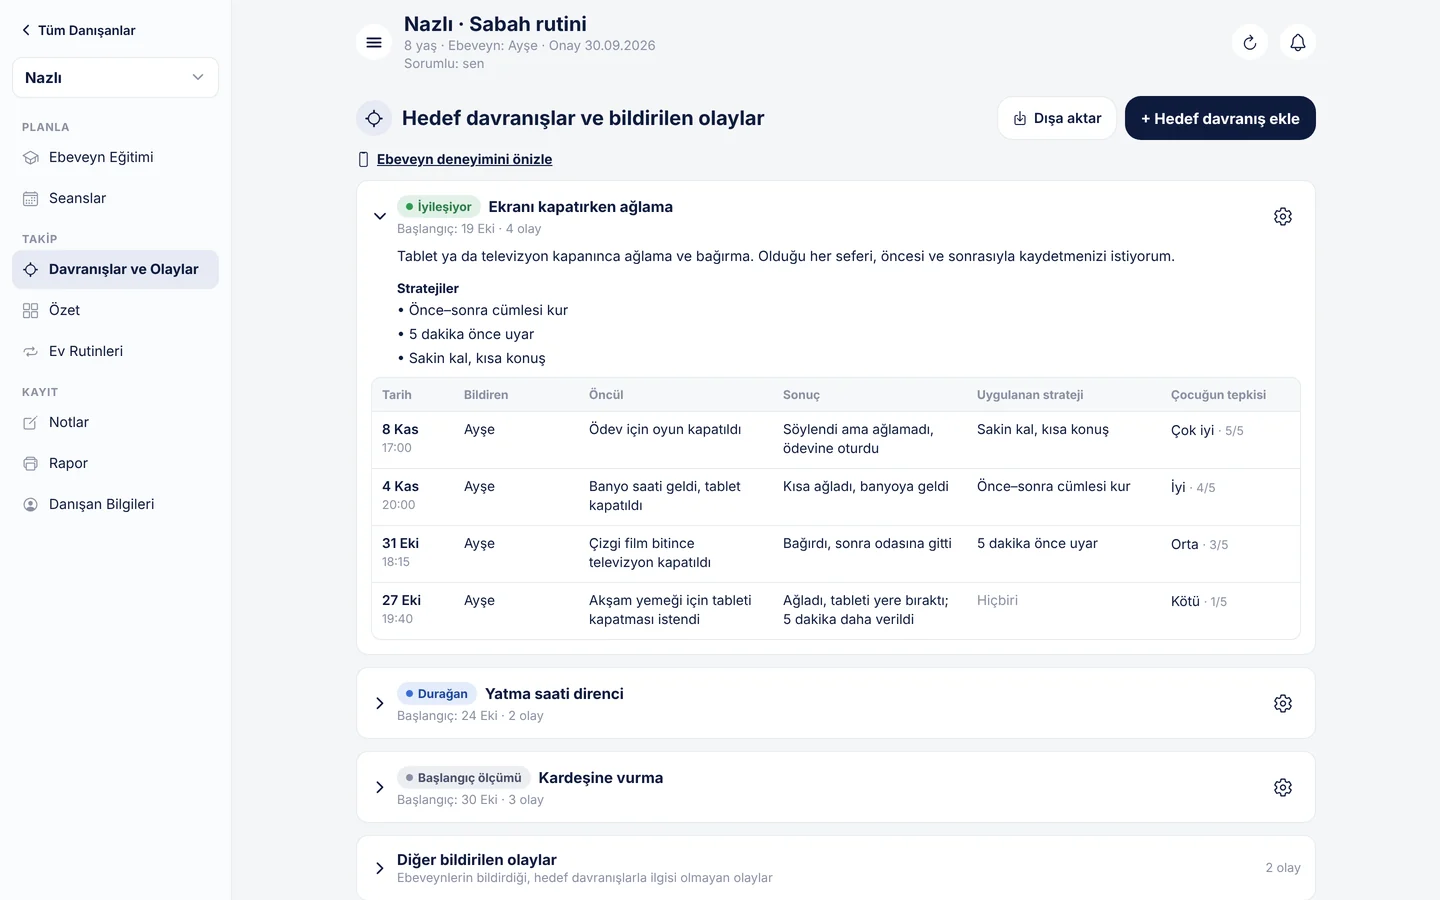 Tüm Danışanlar
Nazlı
PLANLA
Ebeveyn Eğitimi
Seanslar
TAKİP
Davranışlar ve Olaylar
Özet
Ev Rutinleri
KAYIT
Notlar
Rapor
Danışan Bilgileri
Nazlı · Sabah rutini
8 yaş · Ebeveyn: Ayşe · Onay 30.09.2026
Sorumlu: sen
Hedef davranışlar ve bildirilen olaylar
Dışa aktar
+ Hedef davranış ekle
Ebeveyn deneyimini önizle
İyileşiyor Ekranı kapatırken ağlama
Başlangıç: 19 Eki · 4 olay
Tablet ya da televizyon kapanınca ağlama ve bağırma. Olduğu her seferi, öncesi ve sonrasıyla kaydetmenizi istiyorum.
Stratejiler
• Önce–sonra cümlesi kur
• 5 dakika önce uyar
• Sakin kal, kısa konuş
Tarih Bildiren Öncül Sonuç Uygulanan strateji Çocuğun tepkisi
8 Kas Ayşe Ödev için oyun kapatıldı Söylendi ama ağlamadı, Sakin kal, kısa konuş Çok iyi · 5/5
17:00 ödevine oturdu
4 Kas Ayşe Banyo saati geldi, tablet Kısa ağladı, banyoya geldi Önce–sonra cümlesi kur İyi · 4/5
20:00 kapatıldı
31 Eki Ayşe Çizgi film bitince Bağırdı, sonra odasına gitti 5 dakika önce uyar Orta · 3/5
18:15 televizyon kapatıldı
27 Eki Ayşe Akşam yemeği için tableti Ağladı, tableti yere bıraktı; Hiçbiri Kötü · 1/5
19:40 kapatması istendi 5 dakika daha verildi
Durağan Yatma saati direnci
Başlangıç: 24 Eki · 2 olay
Başlangıç ölçümü Kardeşine vurma
Başlangıç: 30 Eki · 3 olay
Diğer bildirilen olaylar
Ebeveynlerin bildirdiği, hedef davranışlarla ilgisi olmayan olaylar
2 olay